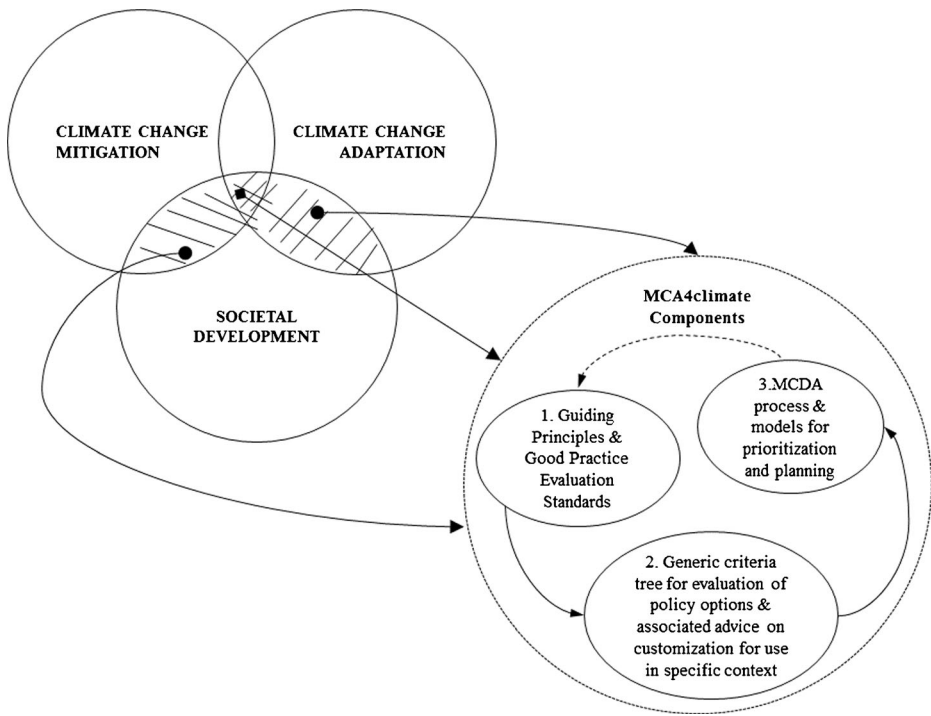 CLIMATE CHANGE
MITIGATION
CLIMATE CHANGE
ADAPTATION
SOCIETAL
DEVELOPMENT
MCA4climate
Components
1. Guiding
Principles &
Good Practice
Evaluation
Standards
2. Generic criteria
tree for evaluation of
policy options &
associated advice on
customization for use
in specific context
3.MCDA
process &
models for
prioritization
and planning